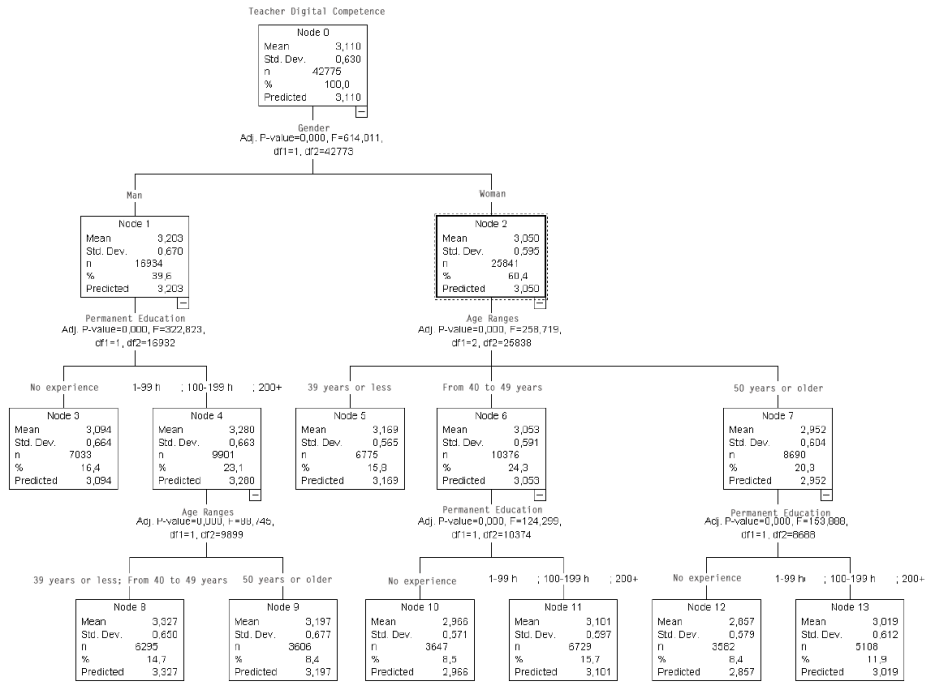 Teacher Digital Competence
Node 0
Mean 3,110
Std. Dev. 0,630
n 42775
% 100,0
Predicted 3,110
Gender
Adj. P-value=0,000, F=614,011,
df1=1, df2=42773
Man
Woman
Node 1
Mean 3,203
Std. Dev. 0,670
n 16934
% 39,6
Predicted 3,203
Node 2
Mean 3,050
Std. Dev. 0,595
n 25841
% 60,4
Predicted 3,050
Permanent Education
Adj. P-value=0,000, F=322,823,
df1=1, df2=16932
Age Ranges
Adj. P-value=0,000, F=258,719,
df1=2, df2=25838
No experience
1-99 h ; 100-199 h ; 200+
39 years or less
From 40 to 49 years
50 years or older
Node 3
Mean 3,094
Std. Dev. 0,664
n 7033
% 16,4
Predicted 3,094
Node 4
Mean 3,280
Std. Dev. 0,663
n 9901
% 23,1
Predicted 3,280
Node 5
Mean 3,169
Std. Dev. 0,565
n 6775
% 15,8
Predicted 3,169
Node 6
Mean 3,053
Std. Dev. 0,591
n 10376
% 24,3
Predicted 3,053
Node 7
Mean 2,952
Std. Dev. 0,604
n 8690
% 20,3
Predicted 2,952
Age Ranges
Adj. P-value=0,000, F=88,745,
df1=1, df2=9899
Permanent Education
Adj. P-value=0,000, F=124,299,
df1=1, df2=10374
Permanent Education
Adj. P-value=0,000, F=153,888,
df1=1, df2=8688
39 years or less; From 40 to 49 years
50 years or older
No experience
1-99 h ; 100-199 h ; 200+
No experience
1-99 h ; 100-199 h ; 200+
Node 8
Mean 3,327
Std. Dev. 0,650
n 6295
% 14,7
Predicted 3,327
Node 9
Mean 3,197
Std. Dev. 0,677
n 3606
% 8,4
Predicted 3,197
Node 10
Mean 2,966
Std. Dev. 0,571
n 3647
% 8,5
Predicted 2,966
Node 11
Mean 3,101
Std. Dev. 0,597
n 6729
% 15,7
Predicted 3,101
Node 12
Mean 2,857
Std. Dev. 0,579
n 3582
% 8,4
Predicted 2,857
Node 13
Mean 3,019
Std. Dev. 0,612
n 5108
% 11,9
Predicted 3,019